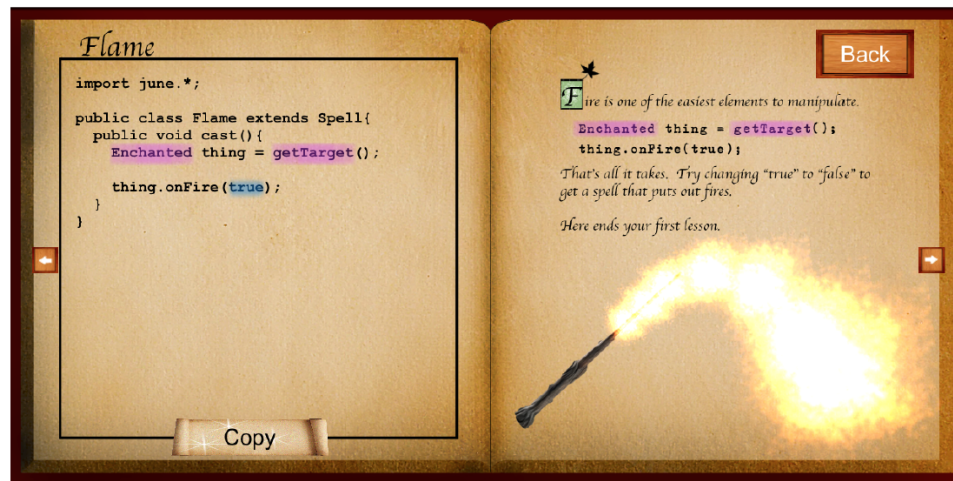 Flame
import june.*;
public class Flame extends Spell{
public void cast(){
Enchanted thing = getTarget();
thing.onFire(true);
}
}
Copy
Back
Fire is one of the easiest elements to manipulate.
Enchanted thing = getTarget();
thing.onFire(true);
That's all it takes. Try changing "true" to "false" to
get a spell that puts out fires.
Here ends your first lesson.